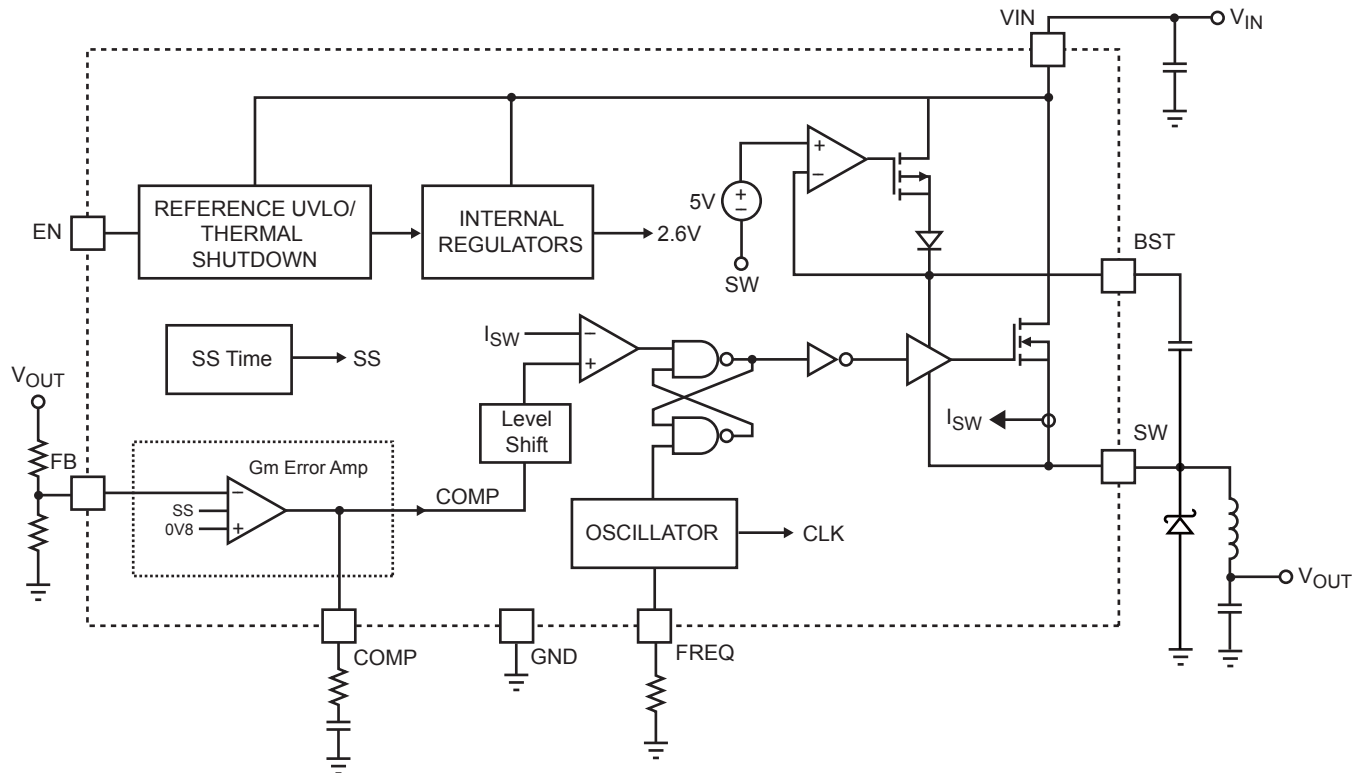 VIN
V_IN
EN
REFERENCE UVLO/
THERMAL
SHUTDOWN
INTERNAL
REGULATORS
2.6V
5V
+
−
SW
+
−
BST
SS Time
SS
I_SW
−
+
Level
Shift
I_SW
SW
V_OUT
FB
Gm Error Amp
−
SS
0V8
+
COMP
OSCILLATOR
CLK
V_OUT
COMP
GND
FREQ